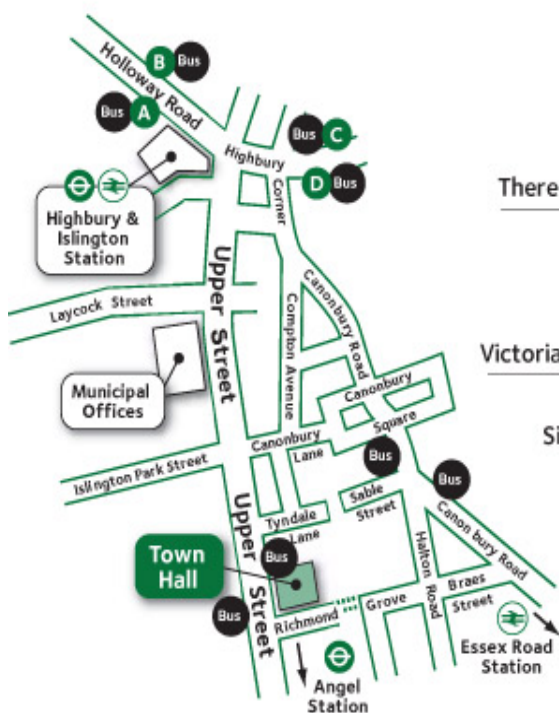 B
Bus
Holloway Road
Bus
A
Bus
C
Highbury
Corner
D
Bus
There
Highbury &
Islington
Station
Upper Street
Laycock Street
Compton Avenue
Canonbury Road
Victoria
Municipal
Offices
Canonbury
Square
Canonbury
Lane
Si
Islington Park Street
Bus
Bus
Sable
Street
Tyndale
Lane
Upper Street
Canon bury Road
Town
Hall
Bus
Halton Road
Bus
Richmond
Grove
Braes
Street
Essex Road
Station
Angel
Station